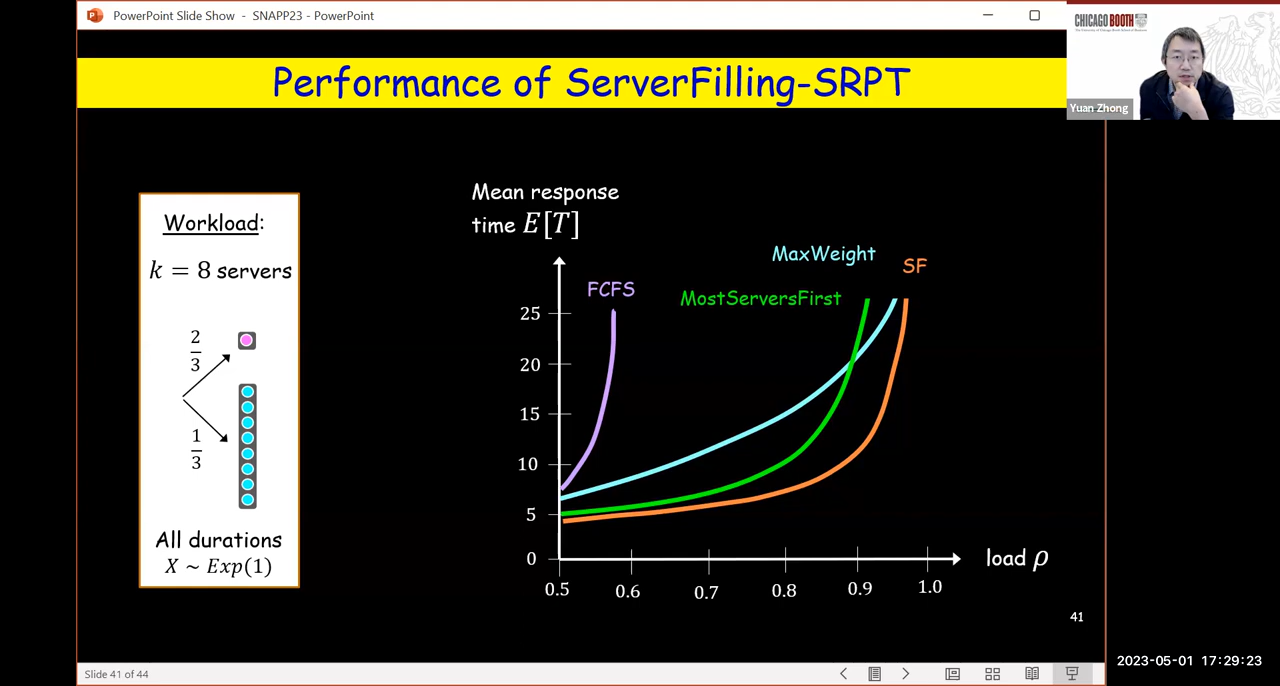 PowerPoint Slide Show - SNAPP23 - PowerPoint
CHICAGO BOOTH
Yuan Zhong
Performance of ServerFilling-SRPT
Workload:
k = 8 servers
2/3
1/3
All durations
X ~ Exp(1)
Mean response
time E[T]
MaxWeight
SF
FCFS
MostServersFirst
25
20
15
10
5
0
0.5 0.6 0.7 0.8 0.9 1.0
load ρ
41
Slide 41 of 44
2023-05-01 17:29:23